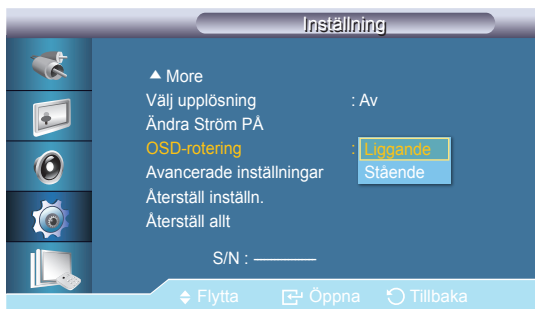 Inställning
▲ More
Välj upplösning : Av
Ändra Ström PÅ
OSD-rotering : Liggande
Stående
Avancerade inställningar
Återställ inställn.
Återställ allt
S/N : ————
Flytta Öppna Tillbaka